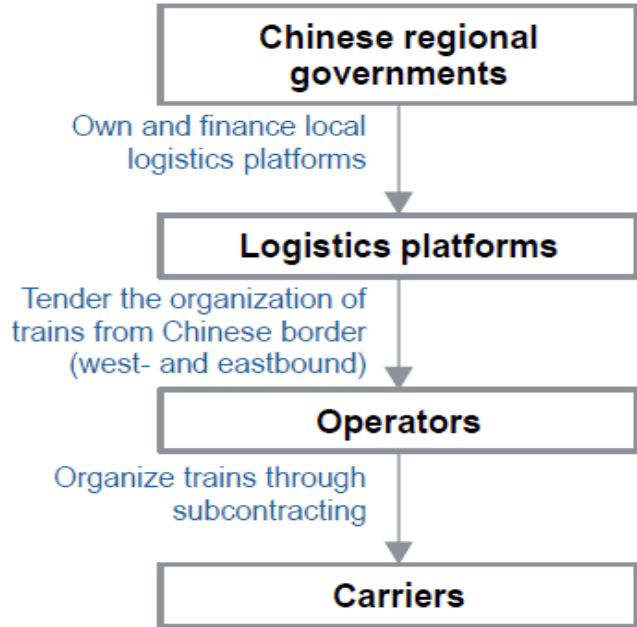 Chinese regional
governments
Own and finance local
logistics platforms
Logistics platforms
Tender the organization of
trains from Chinese border
(west- and eastbound)
Operators
Organize trains through
subcontracting
Carriers